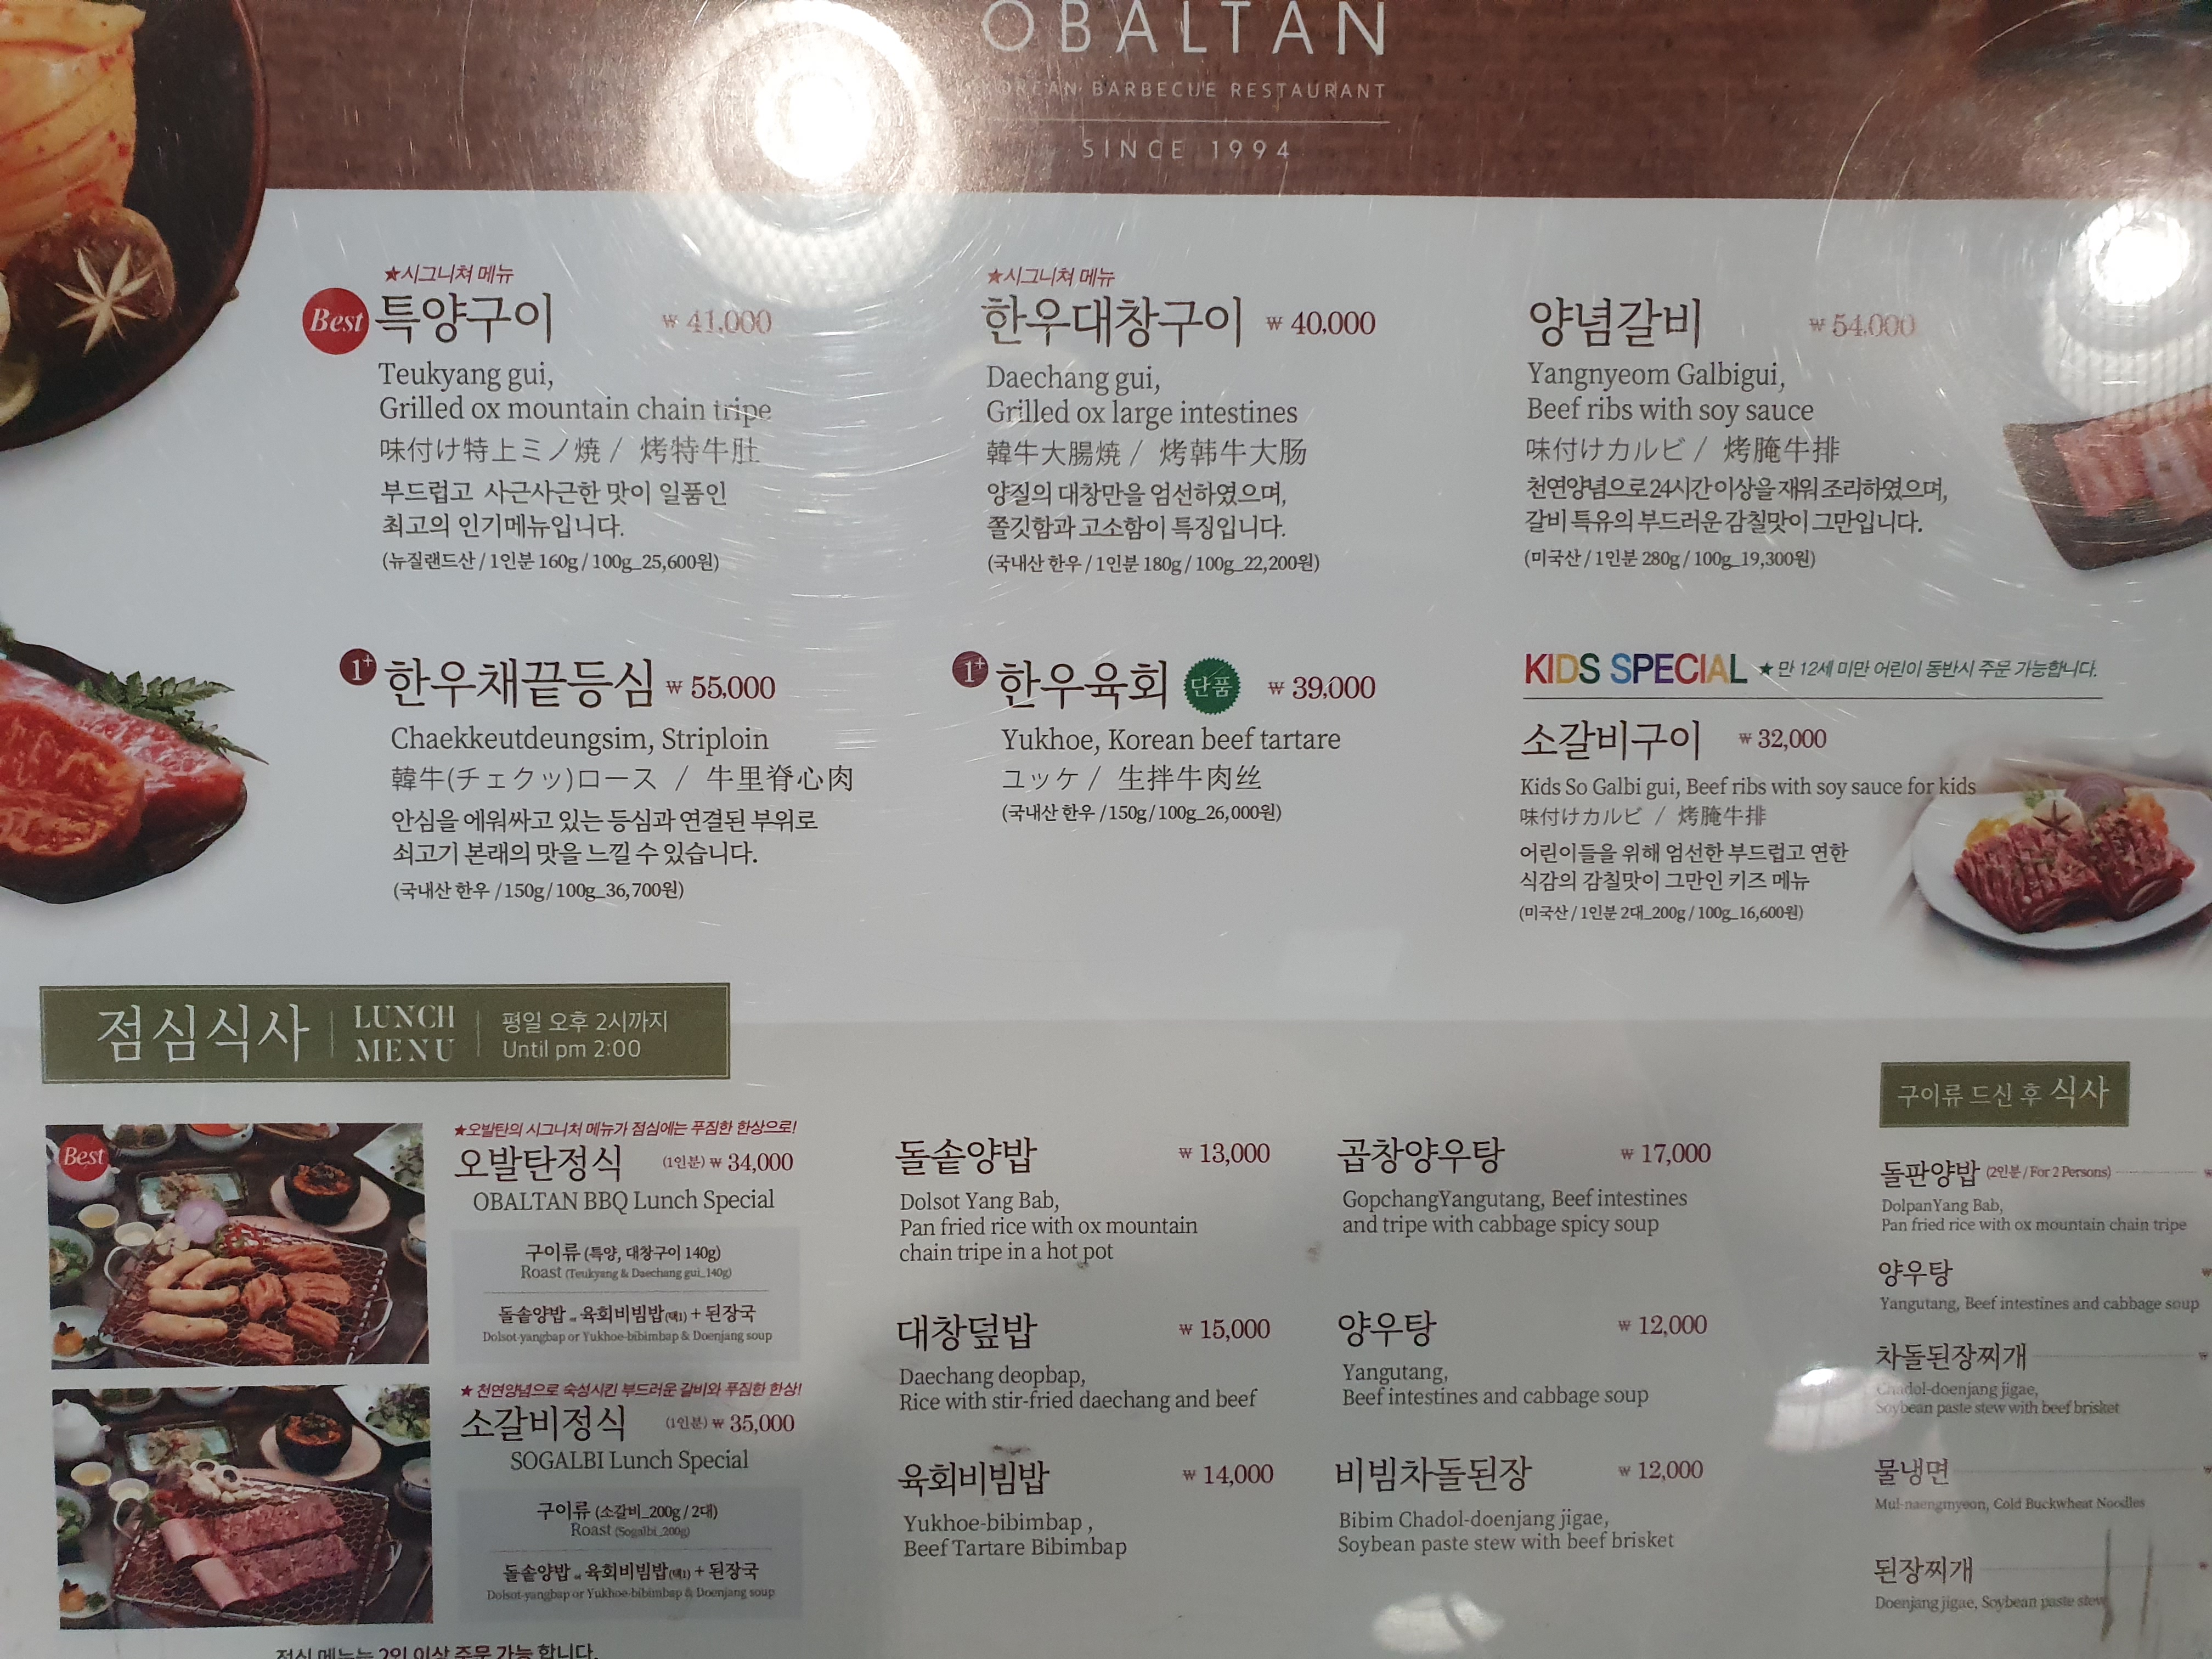 OBALTAN
KOREAN BARBECUE RESTAURANT
SINCE 1994
★시그니쳐 메뉴
Best 특양구이 ₩ 41,000
Teukyang gui,
Grilled ox mountain chain tripe
味付け特上ミノ焼 / 烤特牛肚
부드럽고 사근사근한 맛이 일품인
최고의 인기메뉴입니다.
(뉴질랜드산 / 1인분 160g / 100g_25,600원)
★시그니쳐 메뉴
한우대창구이 ₩ 40,000
Daechang gui,
Grilled ox large intestines
韓牛大腸焼 / 烤韩牛大肠
양질의 대창만을 엄선하였으며,
쫄깃함과 고소함이 특징입니다.
(국내산 한우 / 1인분 180g / 100g_22,200원)
양념갈비 ₩ 54,000
Yangnyeom Galbigui,
Beef ribs with soy sauce
味付けカルビ / 烤腌牛排
천연양념으로 24시간 이상을 재워 조리하였으며,
갈비 특유의 부드러운 감칠맛이 그만입니다.
(미국산 / 1인분 280g / 100g_19,300원)
1+ 한우채끝등심 ₩ 55,000
Chaekkeutdeungsim, Striploin
韓牛(チェクッ)ロース / 牛里脊心肉
안심을 에워싸고 있는 등심과 연결된 부위로
쇠고기 본래의 맛을 느낄 수 있습니다.
(국내산 한우 / 150g / 100g_36,700원)
1+ 한우육회 단품 ₩ 39,000
Yukhoe, Korean beef tartare
ユッケ / 生拌牛肉丝
(국내산 한우 / 150g / 100g_26,000원)
KIDS SPECIAL ★ 만 12세 미만 어린이 동반시 주문 가능합니다.
소갈비구이 ₩ 32,000
Kids So Galbi gui, Beef ribs with soy sauce for kids
味付けカルビ / 烤腌牛排
어린이들을 위해 엄선한 부드럽고 연한
식감의 감칠맛이 그만인 키즈 메뉴
(미국산 / 1인분 2대_200g / 100g_16,600원)
점심식사 | LUNCH MENU | 평일 오후 2시까지
Until pm 2:00
Best
★오발탄의 시그니처 메뉴가 점심에는 푸짐한 한상으로!
오발탄정식 (1인분) ₩ 34,000
OBALTAN BBQ Lunch Special
구이류 (특양, 대창구이 140g)
Roast (Teukyang & Daechang gui_140g)
돌솥양밥 or 육회비빔밥(택1) + 된장국
Dolsot-yangbap or Yukhoe-bibimbap & Doenjang soup
★ 천연양념으로 숙성시킨 부드러운 갈비와 푸짐한 한상!
소갈비정식 (1인분) ₩ 35,000
SOGALBI Lunch Special
구이류 (소갈비_200g / 2대)
Roast (Sogalbi_200g)
돌솥양밥 or 육회비빔밥(택1) + 된장국
Dolsot-yangbap or Yukhoe-bibimbap & Doenjang soup
점심 메뉴는 2인 이상 주문 가능 합니다.
돌솥양밥 ₩ 13,000
Dolsot Yang Bab,
Pan fried rice with ox mountain
chain tripe in a hot pot
대창덮밥 ₩ 15,000
Daechang deopbap,
Rice with stir-fried daechang and beef
육회비빔밥 ₩ 14,000
Yukhoe-bibimbap ,
Beef Tartare Bibimbap
곱창양우탕 ₩ 17,000
GopchangYangutang, Beef intestines
and tripe with cabbage spicy soup
양우탕 ₩ 12,000
Yangutang,
Beef intestines and cabbage soup
비빔차돌된장 ₩ 12,000
Bibim Chadol-doenjang jigae,
Soybean paste stew with beef brisket
구이류 드신 후 식사
돌판양밥 (2인분 / For 2 Persons) ₩
DolpanYang Bab,
Pan fried rice with ox mountain chain tripe
양우탕 ₩
Yangutang, Beef intestines and cabbage soup
차돌된장찌개 ₩
Chadol-doenjang jigae,
Soybean paste stew with beef brisket
물냉면 ₩
Mul-naengmyeon, Cold Buckwheat Noodles
된장찌개 ₩
Doenjang jigae, Soybean paste stew